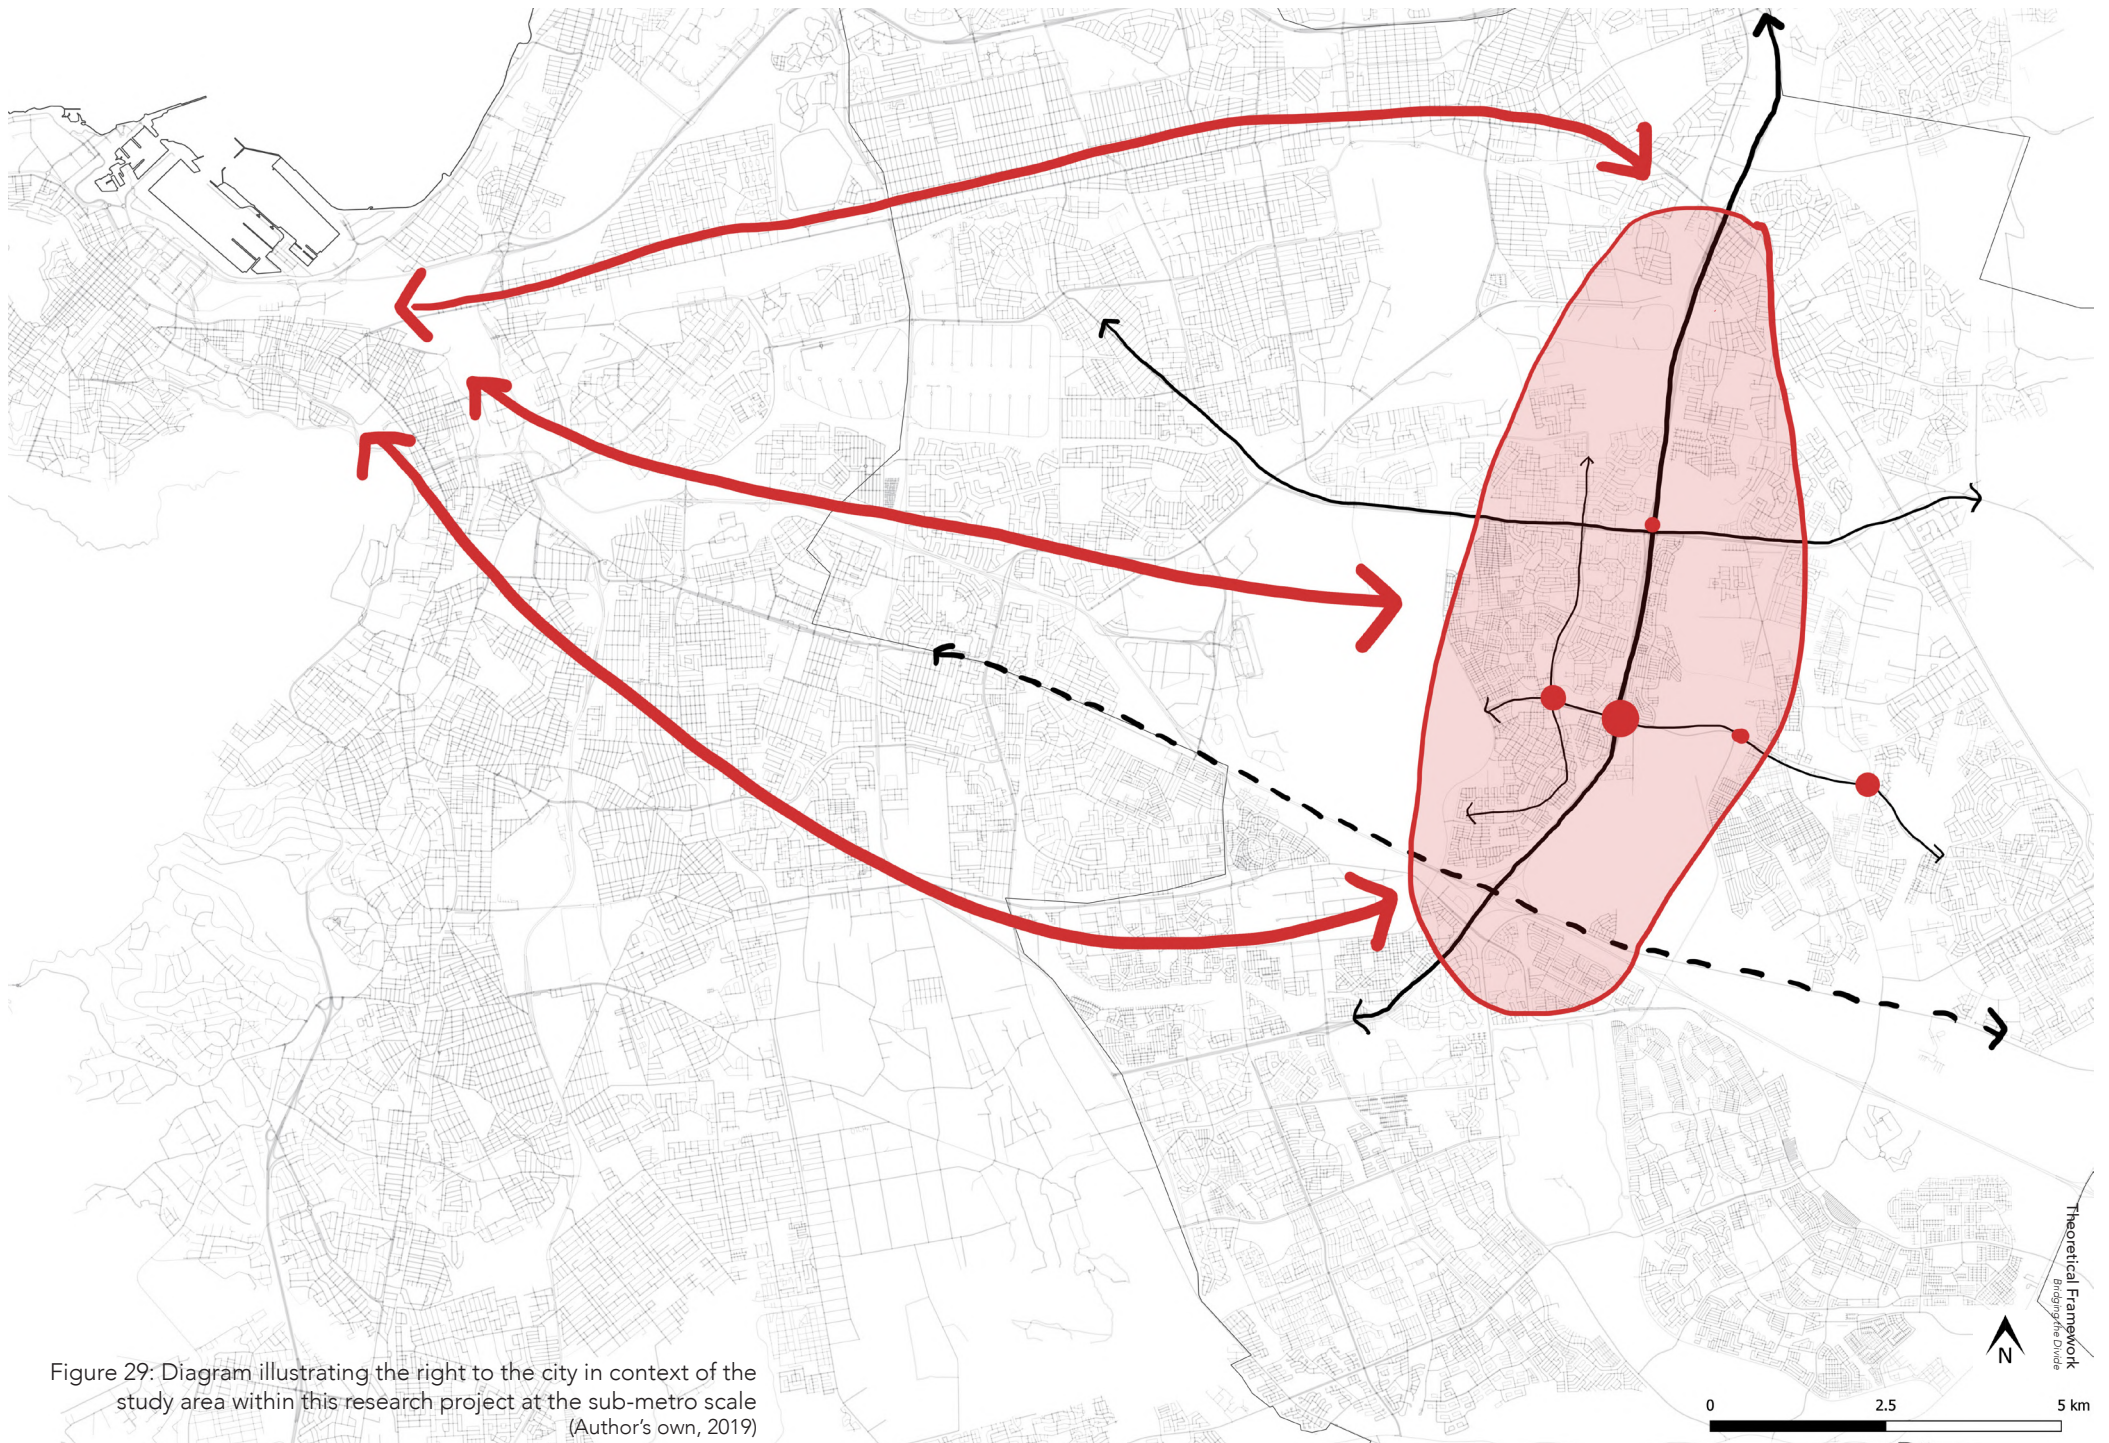 Theoretical Framework
Bridging the Divide
N
0 2.5 5 km
Figure 29: Diagram illustrating the right to the city in context of the
study area within this research project at the sub-metro scale
(Author's own, 2019)